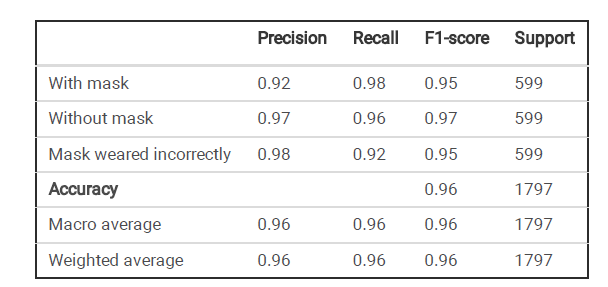 Precision Recall F1-score Support
With mask 0.92 0.98 0.95 599
Without mask 0.97 0.96 0.97 599
Mask weared incorrectly 0.98 0.92 0.95 599
Accuracy 0.96 1797
Macro average 0.96 0.96 0.96 1797
Weighted average 0.96 0.96 0.96 1797